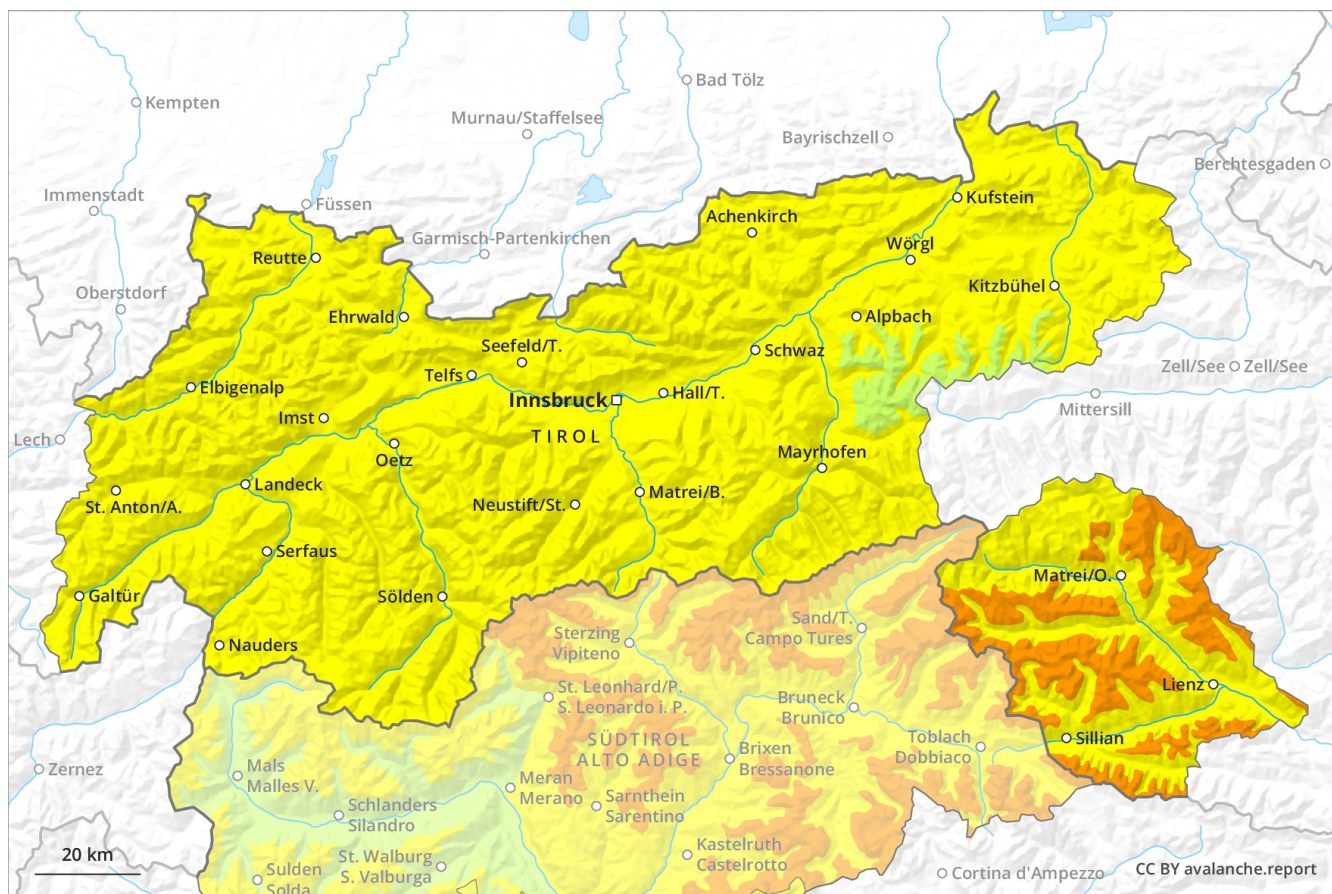 Kempten
Bad Tölz
Murnau/Staffelsee
Bayrischzell
Berchtesgaden
Immenstadt
Füssen
Kufstein
Achenkirch
Garmisch-Partenkirchen
Wörgl
Reutte
Kitzbühel
Oberstdorf
Ehrwald
Alpbach
Seefeld/T.
Schwaz
Telfs
Zell/See
Zell/See
Elbigenalp
Hall/T.
Innsbruck
Mittersill
Imst
Lech
TIROL
Oetz
Mayrhofen
Landeck
St. Anton/A.
Neustift/St.
Matrei/B.
Serfaus
Matrei/O.
Galtür
Sölden
Sand/T.
Campo Tures
Sterzing
Vipiteno
Nauders
Lienz
St. Leonhard/P.
S. Leonardo i. P.
Bruneck
Brunico
SÜDTIROL
ALTO ADIGE
Toblach
Dobbiaco
Sillian
Brixen
Bressanone
Zernez
Mals
Malles V.
Meran
Merano
Sarnthein
Sarentino
Schlanders
Silandro
20 km
St. Walburg
S. Valburga
Kastelruth
Castelrotto
Sulden
Solda
Cortina d'Ampezzo
CC BY avalanche.report